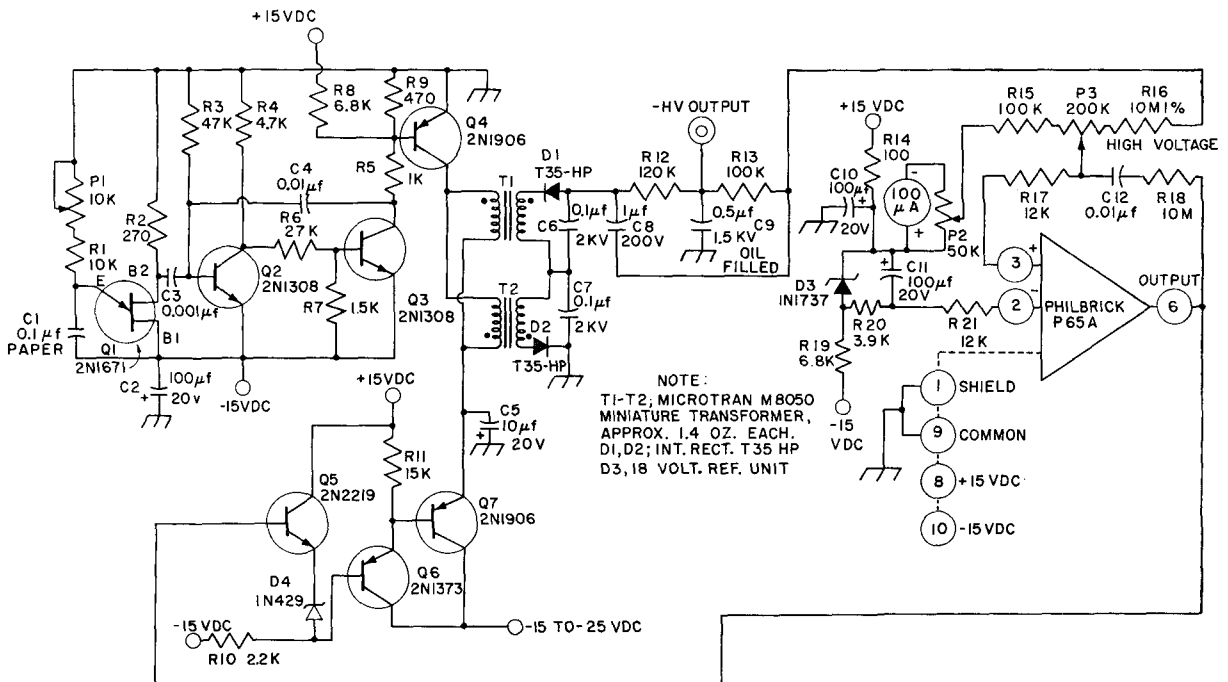 +15VDC
R3
47K
R4
4.7K
R8
6.8K
R9
470
Q4
2N1906
R5
1K
C4
0.01μf
P1
10K
R1
10K
R2
270
B2
E
C3
0.001μf
Q2
2N1308
R6
27K
R7
1.5K
Q3
2N1308
C1
0.1μf
PAPER
Q1
2N1671
B1
C2
100μf
20V
+
-15VDC
T1
T2
D1
T35-HP
D2
T35-HP
0.1μf
C6
2KV
1μf
C8
200V
C7
0.1μf
2KV
R12
120K
-HV OUTPUT
R13
100K
0.5μf
C9
1.5KV
OIL
FILLED
C5
10μf
20V
+
+15VDC
R11
15K
Q5
2N2219
Q7
2N1906
Q6
2N1373
D4
1N429
-15 VDC
R10 2.2K
-15 TO-25 VDC
+15 VDC
R14
100
C10
100μf
+
20V
100
μA
-
+
P2
50K
R15
100K
P3
200K
R16
10M1%
HIGH VOLTAGE
R17
12K
C12
0.01μf
R18
10M
D3
1N1737
+
C11
100μf
20V
R20
3.9K
R21
12K
R19
6.8K
-15
VDC
3
+
2
-
PHILBRICK
P65A
OUTPUT
6
1
SHIELD
9
COMMON
8
+15VDC
10
-15VDC
NOTE:
T1-T2; MICROTRAN M8050
MINIATURE TRANSFORMER,
APPROX. 1.4 OZ. EACH.
D1,D2; INT. RECT. T35 HP
D3,18 VOLT. REF. UNIT